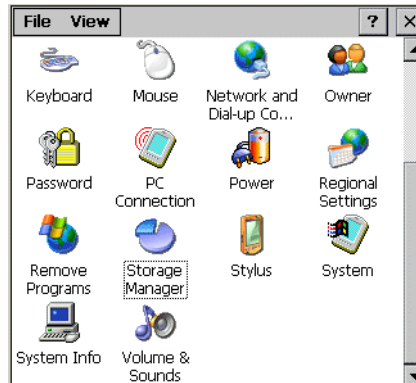 File View ? ×
Keyboard Mouse Network and Owner
Dial-up Co...
Password PC Power Regional
Connection Settings
Remove Storage Stylus System
Programs Manager
System Info Volume &
Sounds